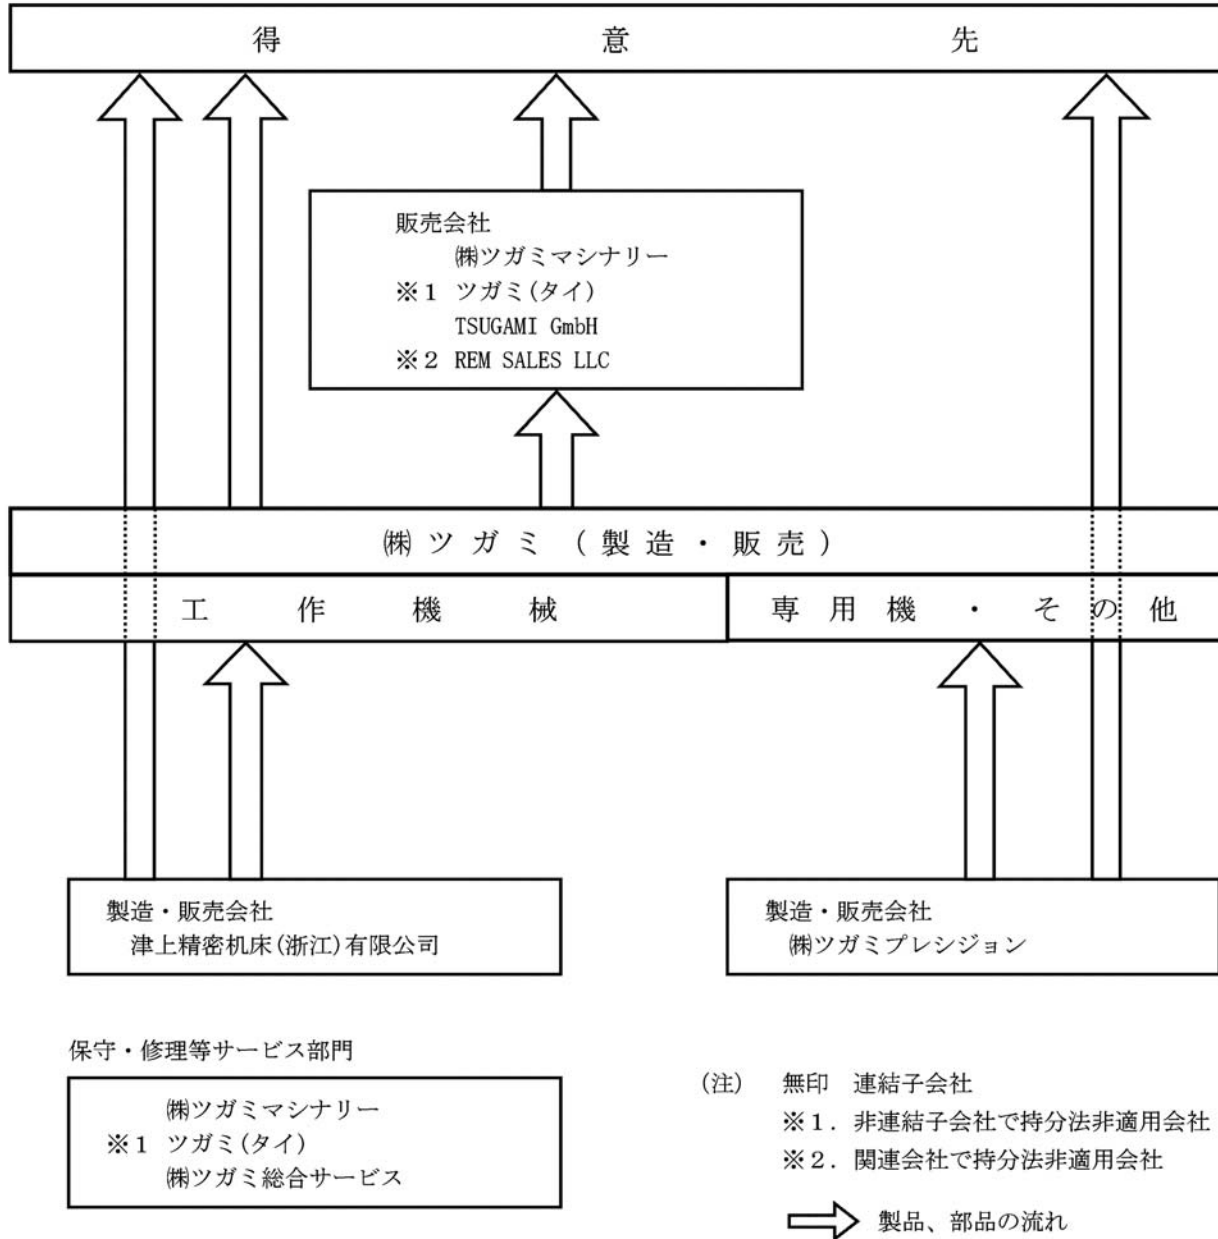 得意先
販売会社
㈱ツガミマシナリー
※1 ツガミ(タイ)
TSUGAMI GmbH
※2 REM SALES LLC
㈱ツガミ(製造・販売)
工作機械
専用機・その他
製造・販売会社
津上精密机床(浙江)有限公司
製造・販売会社
㈱ツガミプレシジョン
保守・修理等サービス部門
㈱ツガミマシナリー
※1 ツガミ(タイ)
㈱ツガミ総合サービス
(注) 無印 連結子会社
※1.非連結子会社で持分法非適用会社
※2.関連会社で持分法非適用会社
製品、部品の流れ